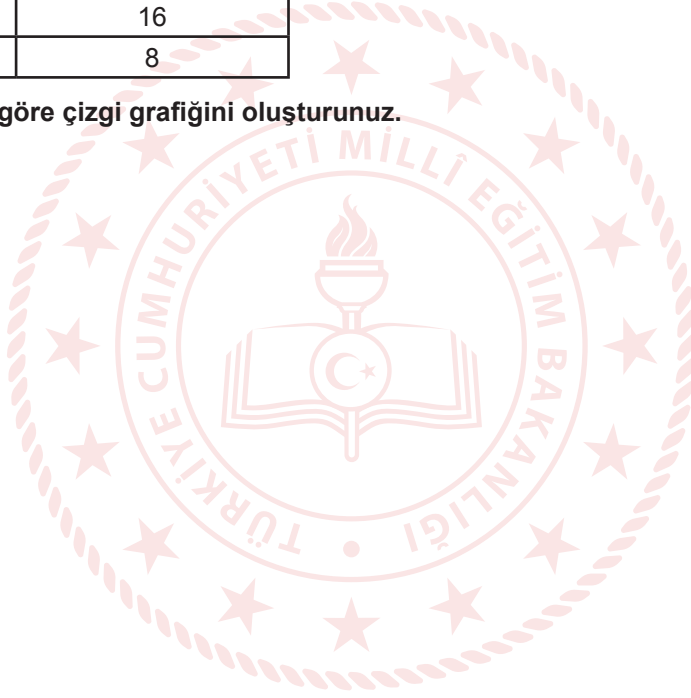 16
8
göre çizgi grafiğini oluşturunuz.
TÜRKİYE CUMHURİYETİ MİLLÎ EĞİTİM BAKANLIĞI